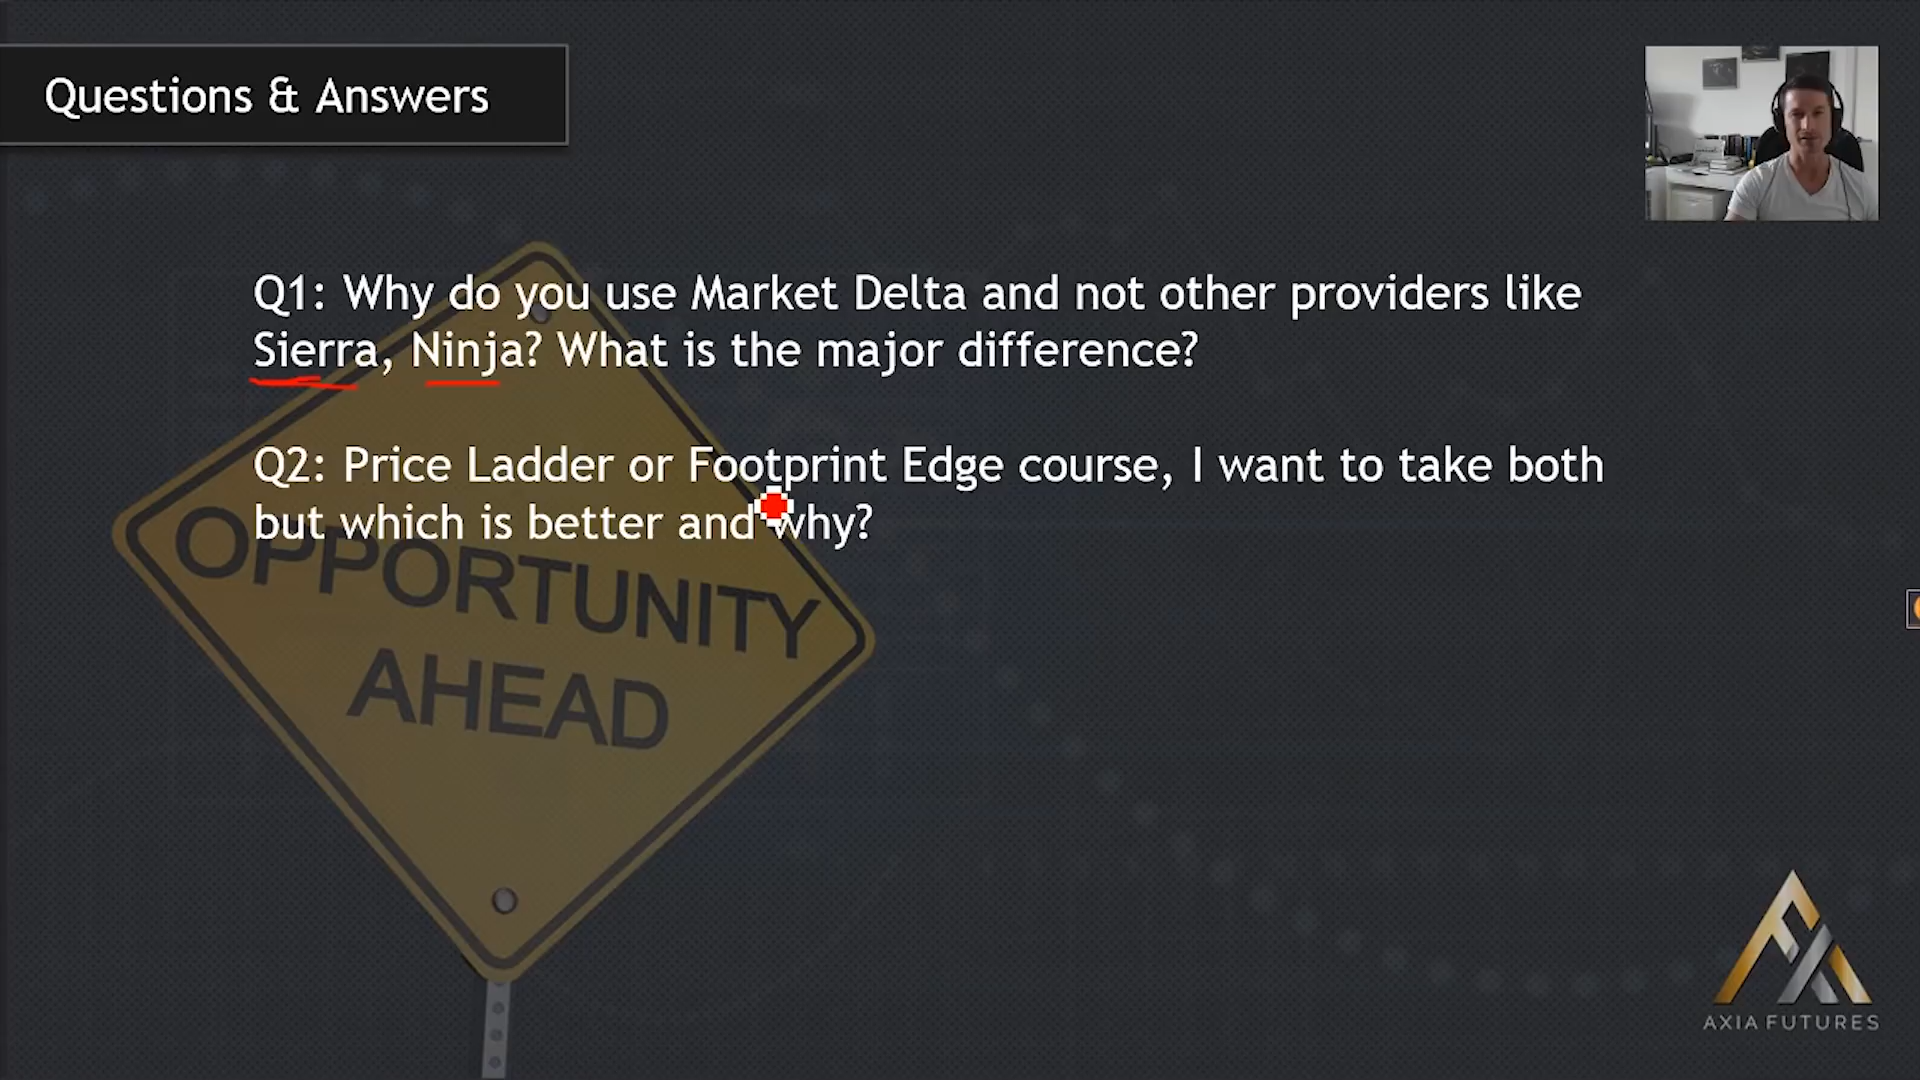 Questions & Answers
Q1: Why do you use Market Delta and not other providers like
Sierra, Ninja? What is the major difference?
Q2: Price Ladder or Footprint Edge course, I want to take both
but which is better and why?
OPPORTUNITY
AHEAD
AXIA FUTURES